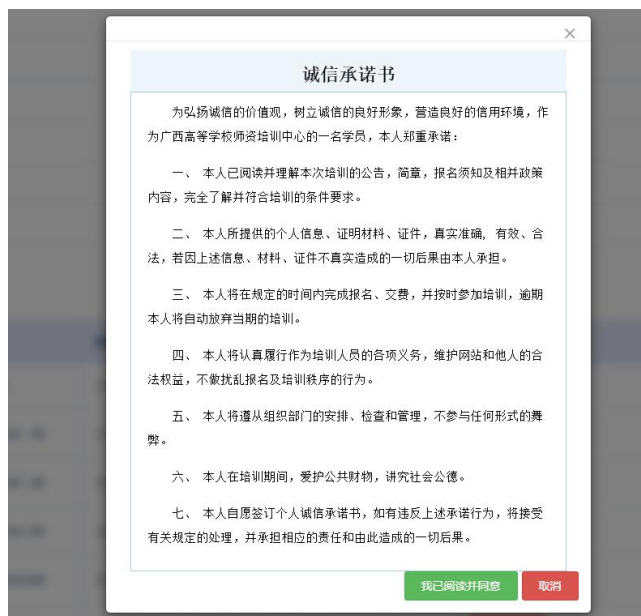 ×
诚信承诺书
为弘扬诚信的价值观，树立诚信的良好形象，营造良好的信用环境，作
为广西高等学校师资培训中心的一名学员，本人郑重承诺：
一、 本人已阅读并理解本次培训的公告，简章，报名须知及相并政策
内容，完全了解并符合培训的条件要求。
二、 本人所提供的个人信息、证明材料、证件，真实准确, 有效、合
法，若因上述信息、材料、证件不真实造成的一切后果由本人承担。
三、 本人将在规定的时间内完成报名、交费，并按时参加培训，逾期
本人将自动放弃当期的培训。
四、 本人将认真履行作为培训人员的各项义务，维护网站和他人的合
法权益，不做扰乱报名及培训秩序的行为。
五、 本人将遵从组织部门的安排、检查和管理，不参与任何形式的舞
弊。
六、 本人在培训期间，爱护公共财物，讲究社会公德。
七、 本人自愿签订个人诚信承诺书，如有违反上述承诺行为，将接受
有关规定的处理，并承担相应的责任和由此造成的一切后果。
我已阅读并同意 取消